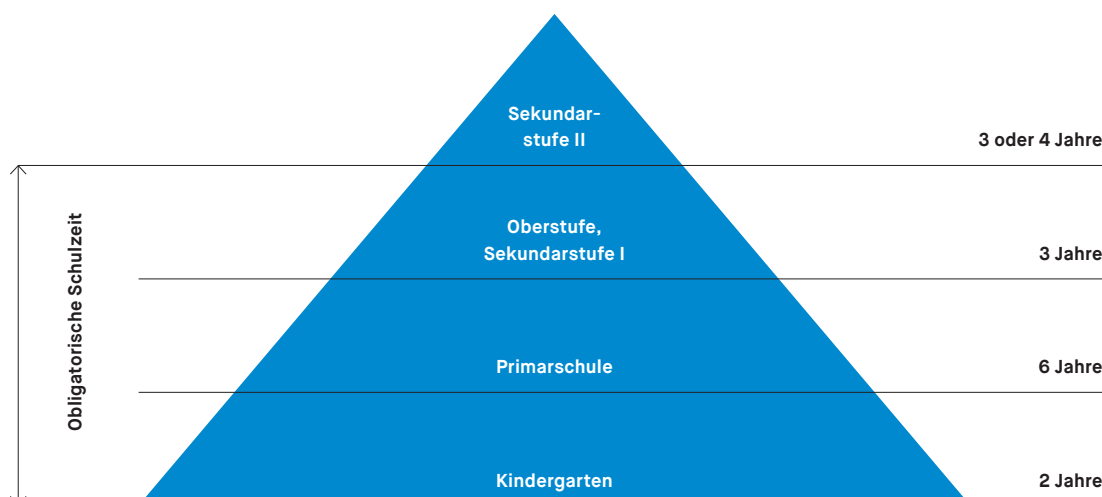 Sekundar-
stufe II
3 oder 4 Jahre
Obligatorische Schulzeit
Oberstufe,
Sekundarstufe I
3 Jahre
Primarschule
6 Jahre
Kindergarten
2 Jahre